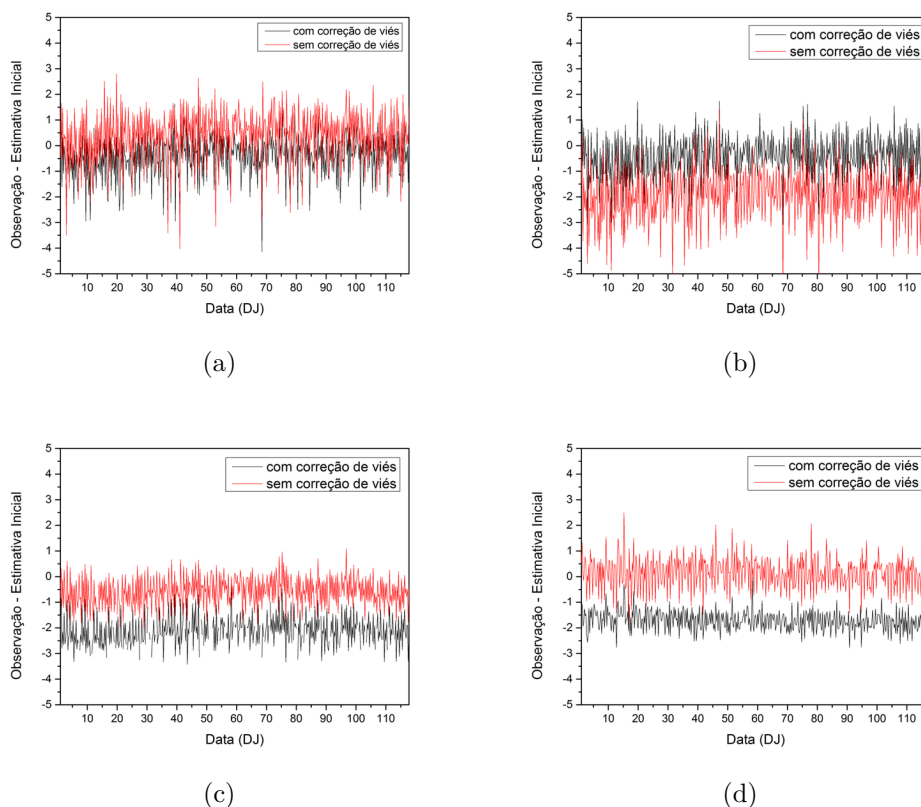 5
4
3
2
1
0
-1
-2
-3
-4
-5
Observação - Estimativa Inicial
com correção de viés
sem correção de viés
10 20 30 40 50 60 70 80 90 100 110
Data (DJ)
(a)
5
4
3
2
1
0
-1
-2
-3
-4
-5
Observação - Estimativa Inicial
com correção de viés
sem correção de viés
10 20 30 40 50 60 70 80 90 100 110
Data (DJ)
(b)
5
4
3
2
1
0
-1
-2
-3
-4
-5
Observação - Estimativa Inicial
com correção de viés
sem correção de viés
10 20 30 40 50 60 70 80 90 100 110
Data (DJ)
(c)
5
4
3
2
1
0
-1
-2
-3
-4
-5
Observação - Estimativa Inicial
com correção de viés
sem correção de viés
10 20 30 40 50 60 70 80 90 100 110
Data (DJ)
(d)